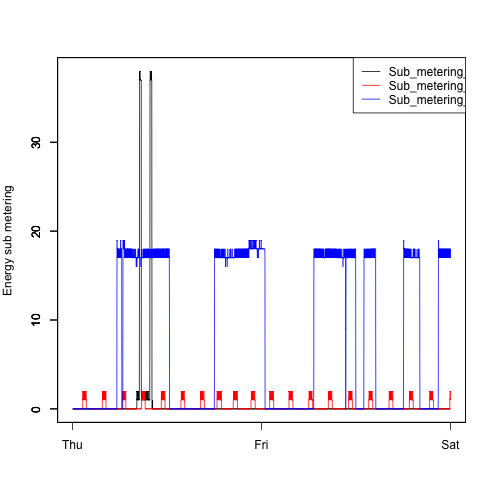 Sub_metering_
Sub_metering_
Sub_metering_
Energy sub metering
30
20
10
0
Thu Fri Sat